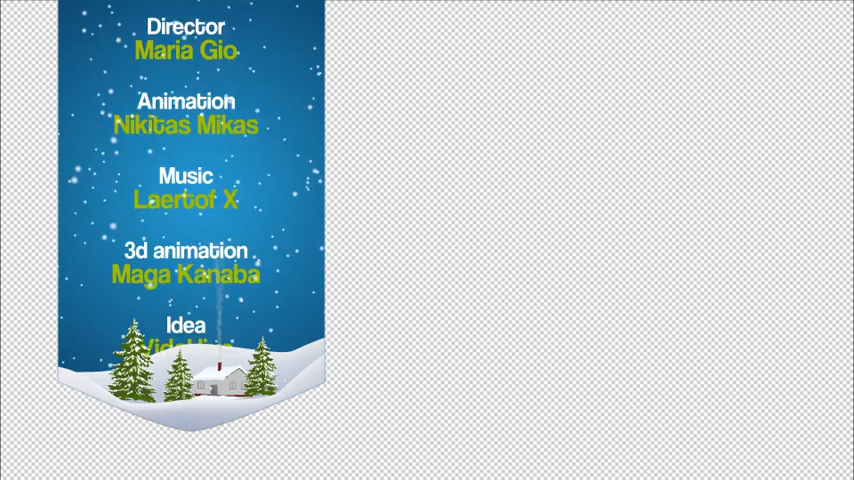 Director
Maria Gio
Animation
Nikitas Mikas
Music
Laertof X
3d animation
Maga Kanaba
Idea